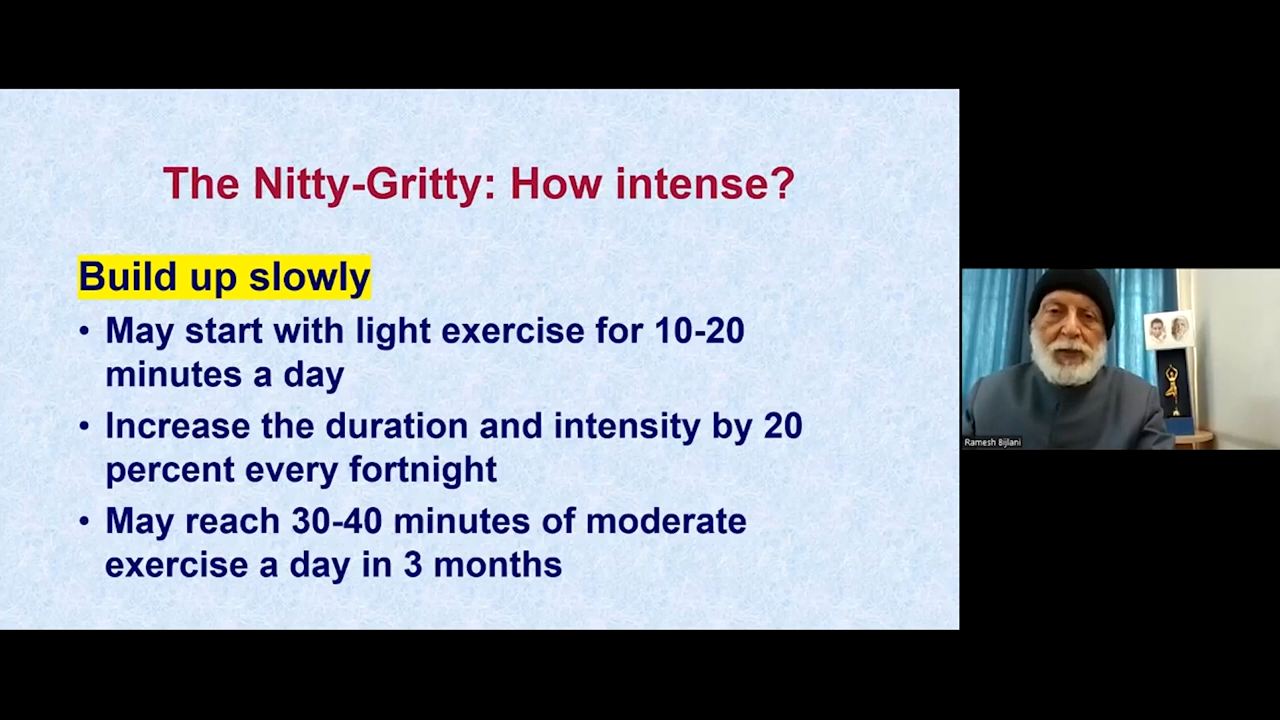 The Nitty-Gritty: How intense?
Build up slowly
• May start with light exercise for 10-20
minutes a day
• Increase the duration and intensity by 20
percent every fortnight
• May reach 30-40 minutes of moderate
exercise a day in 3 months
Ramesh Bijlani